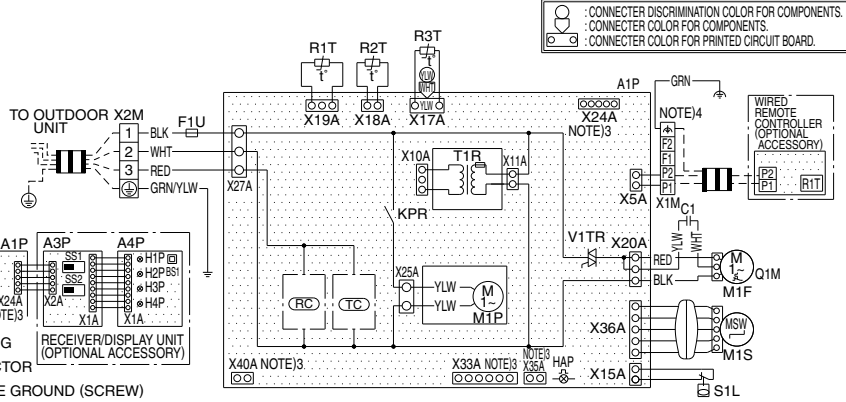 : CONNECTER DISCRIMINATION COLOR FOR COMPONENTS.
: CONNECTER COLOR FOR COMPONENTS.
: CONNECTER COLOR FOR PRINTED CIRCUIT BOARD.
R1T
R2T
R3T
t°
t°
t°
YLW
WHT
YLW
X19A
X18A
X17A
A1P
X24A
NOTE)3
GRN
NOTE)4
F2
F1
P2
P1
X1M
X5A
WIRED
REMOTE
CONTROLLER
(OPTIONAL
ACCESSORY)
P2
P1
R1T
TO OUTDOOR
UNIT
X2M
F1U
1
BLK
2
WHT
3
RED
GRN/YLW
X27A
X10A
T1R
X11A
KPR
V1TR
X20A
C1
YLW
WHT
RED
BLK
M
1~
Q1M
M1F
A1P
X24A
NOTE)3
A3P
SS1
SS2
X2A
X1A
A4P
H1P
H2P
BS1
H3P
H4P
X1A
RECEIVER/DISPLAY UNIT
(OPTIONAL ACCESSORY)
RC
TC
X25A
YLW
YLW
M
1~
M1P
X36A
MSW
M1S
X40A NOTE)3
X33A NOTE)3
NOTE)3
X35A
HAP
X15A
S1L
E GROUND (SCREW)